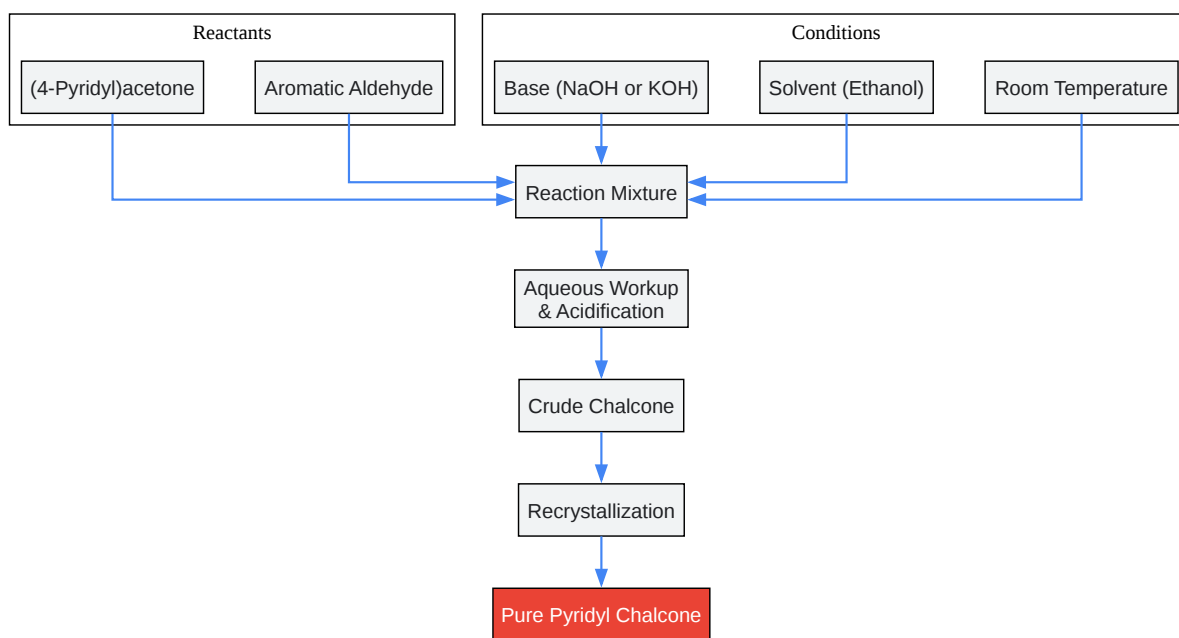 Reactants
Conditions
(4-Pyridyl)acetone
Aromatic Aldehyde
Base (NaOH or KOH)
Solvent (Ethanol)
Room Temperature
Reaction Mixture
Aqueous Workup
& Acidification
Crude Chalcone
Recrystallization
Pure Pyridyl Chalcone